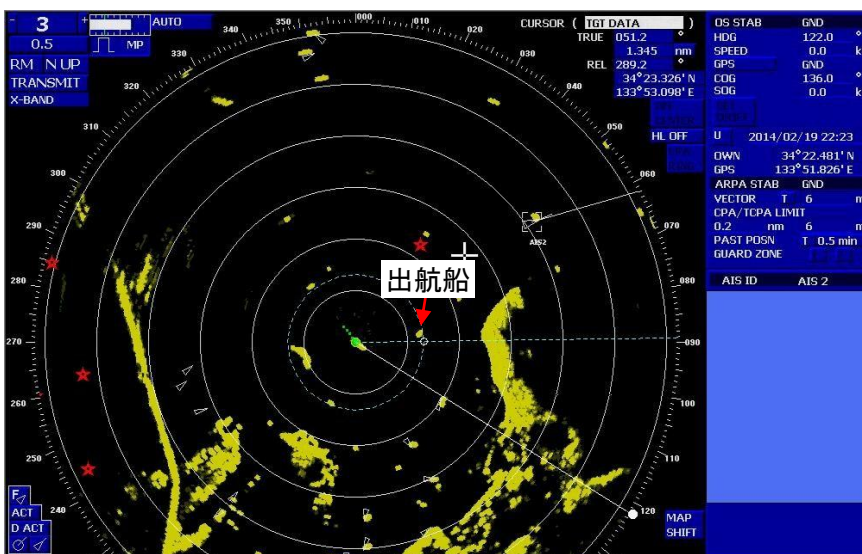 - 3 +
0.5
AUTO
MP
RM N UP
TRANSMIT
X-BAND
CURSOR ( TGT DATA )
TRUE 051.2 °
1.345 nm
REL 289.2 °
34°23.326'N
133°53.098'E
HL OFF
OS STAB GND
HDG 122.0 °
SPEED 0.0 k
GPS GND
COG 136.0 °
SOG 0.0 k
U 2014/02/19 22:23
OWN 34°22.481'N
GPS 133°51.826'E
ARPA STAB GND
VECTOR T 6 m
CPA/TCPA LIMIT
0.2 nm 6 m
PAST POSN T 0.5 min
GUARD ZONE
AIS ID AIS 2
000
040
050
060
070
080
090
100
110
120
240
250
260
270
280
290
300
310
320
330
340
AIS2
出航船
F
ACT
D ACT
MAP
SHIFT